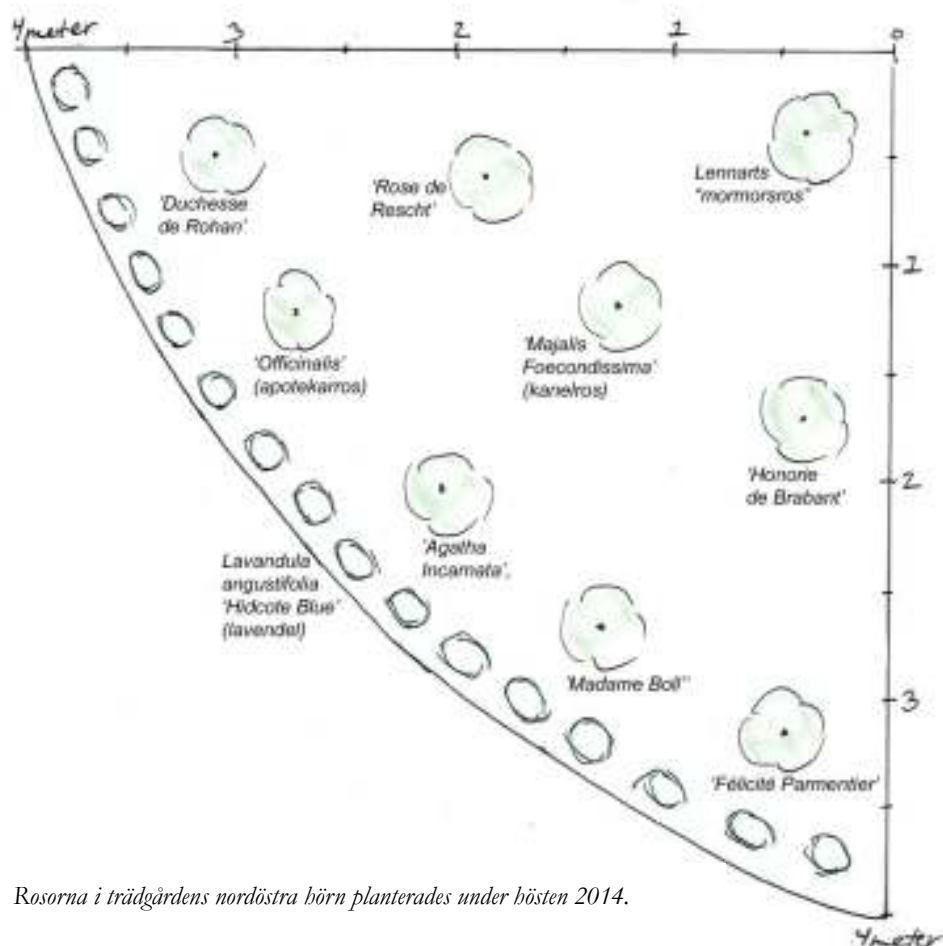 4 meter 3 2 1 0
'Duchesse
de Rohan'
'Rose de
Rescht'
Lennarts
"mormorsros"
1
'Officinalis'
(apotekarros)
'Majalis
Foecondissima'
(kanelros)
'Honorie
de Brabant'
2
'Agatha
Incarnata',
Lavandula
angustifolia
'Hidcote Blue'
(lavendel)
'Madame Boll''
3
'Félicité Parmentier'
Rosorna i trädgårdens nordöstra hörn planterades under hösten 2014.
4 meter